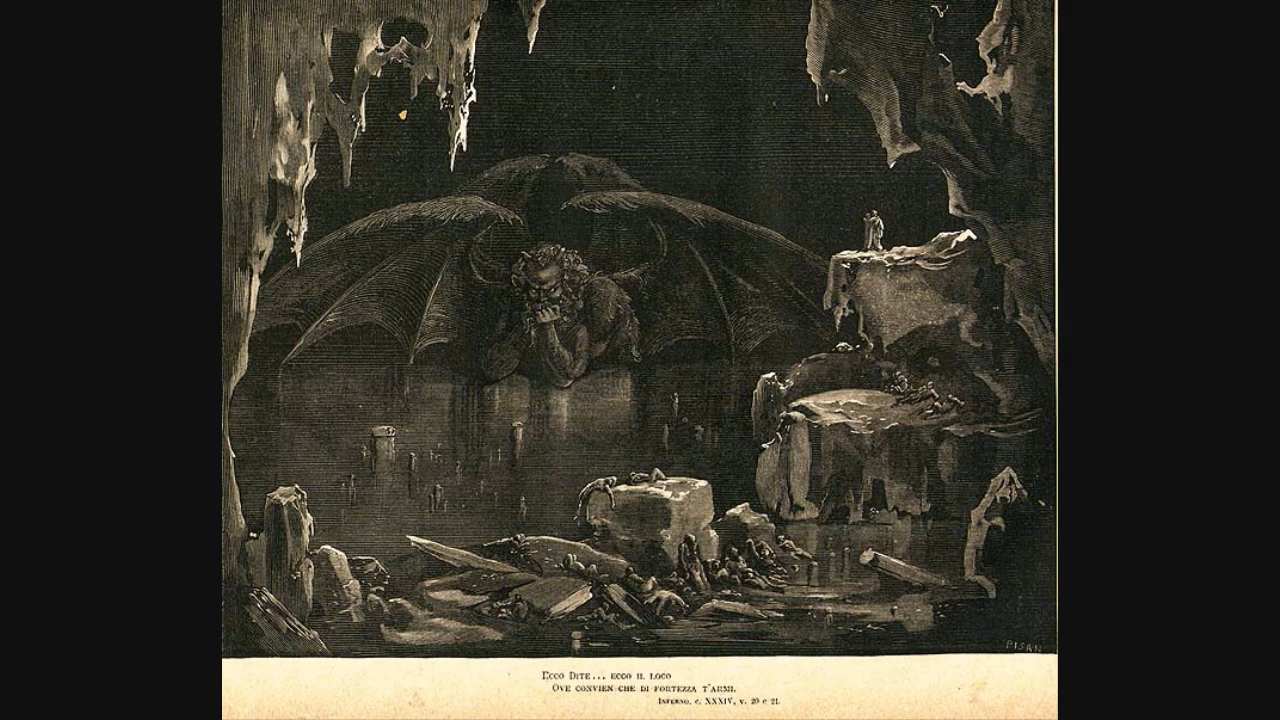 PISAN
ECCO DITE... ECCO IL LOCO
OVE CONVIEN CHE DI FORTEZZA T'ARMI.
INFERNO, c. XXXIV, v. 20 e 21.